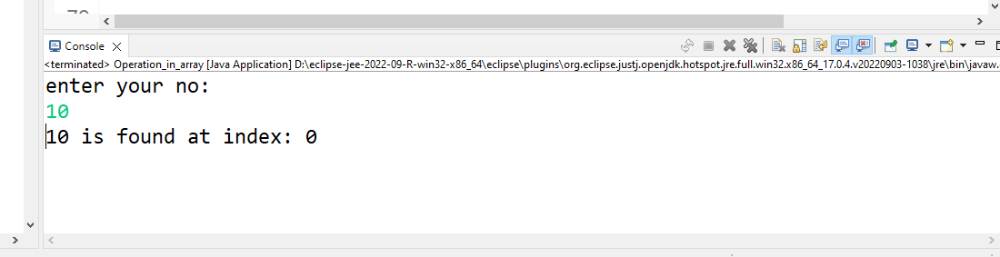 Console
<terminated> Operation_in_array [Java Application] D:\eclipse-jee-2022-09-R-win32-x86_64\eclipse\plugins\org.eclipse.justj.openjdk.hotspot.jre.full.win32.x86_64_17.0.4.v20220903-1038\jre\bin\javaw.
enter your no:
10
10 is found at index: 0